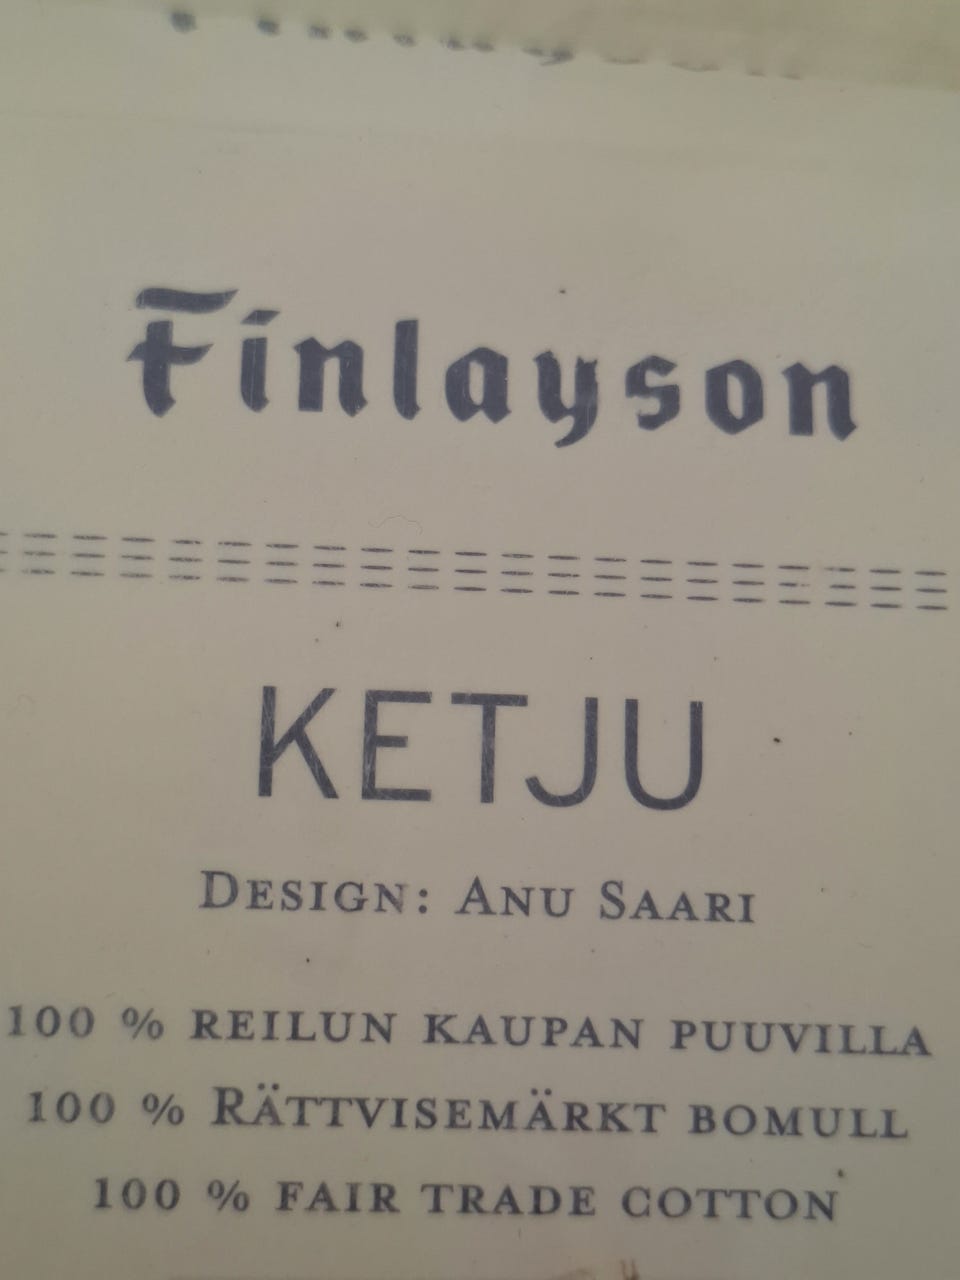 Finlayson
KETJU
DESIGN: ANU SAARI
100 % REILUN KAUPAN PUUVILLA
100 % RÄTTVISEMÄRKT BOMULL
100 % FAIR TRADE COTTON